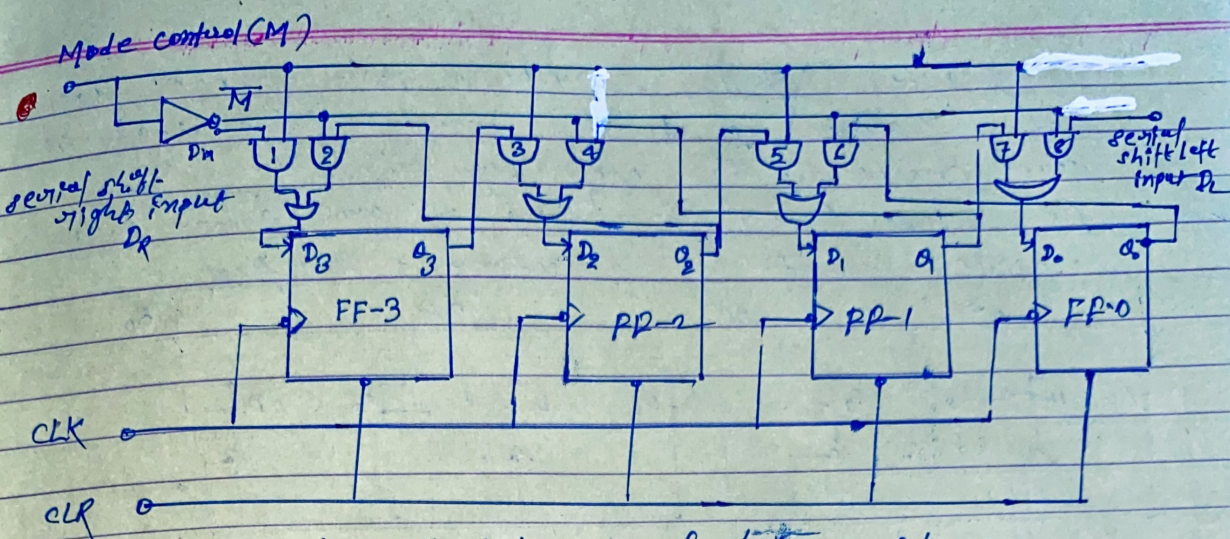 Mode control (M)
M
1
2
3
4
5
6
7
8
DR
serial shift
right input
DR
serial
shift left
input DL
D3
Q3
FF-3
D2
Q2
FF-2
D1
Q1
FF-1
D0
Q0
FF-0
CLK
CLR